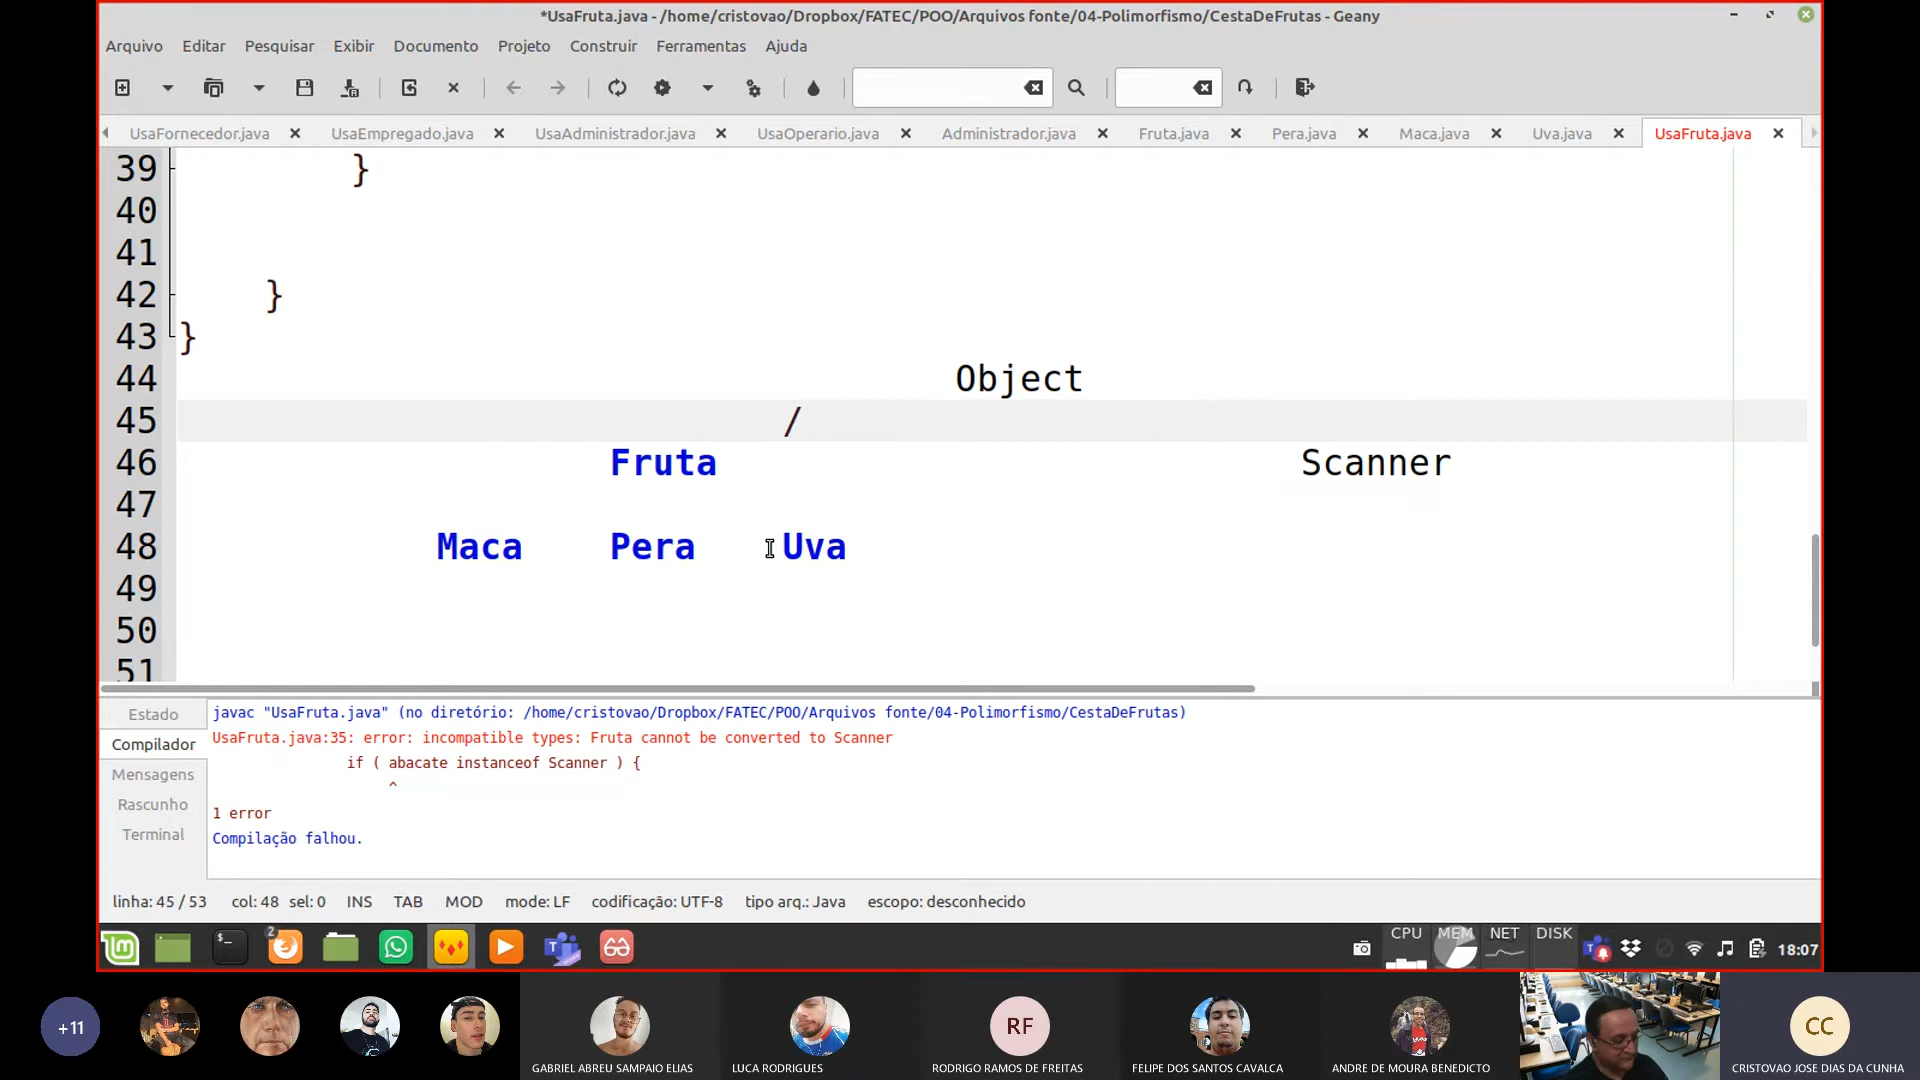 *UsaFruta.java - /home/cristovao/Dropbox/FATEC/POO/Arquivos fonte/04-Polimorfismo/CestaDeFrutas - Geany
Arquivo Editar Pesquisar Exibir Documento Projeto Construir Ferramentas Ajuda
UsaFornecedor.java UsaEmpregado.java UsaAdministrador.java UsaOperario.java Administrador.java Fruta.java Pera.java Maca.java Uva.java UsaFruta.java
39 }
40
41
42 }
43 }
44 Object
45 /
46 Fruta Scanner
47
48 Maca Pera Uva
49
50
51
Estado
Compilador
Mensagens
Rascunho
Terminal
javac "UsaFruta.java" (no diretório: /home/cristovao/Dropbox/FATEC/POO/Arquivos fonte/04-Polimorfismo/CestaDeFrutas)
UsaFruta.java:35: error: incompatible types: Fruta cannot be converted to Scanner
if ( abacate instanceof Scanner ) {
^
1 error
Compilação falhou.
linha: 45 / 53 col: 48 sel: 0 INS TAB MOD mode: LF codificação: UTF-8 tipo arq.: Java escopo: desconhecido
2 CPU MEM NET DISK 18:07
+11 RF CC
GABRIEL ABREU SAMPAIO ELIAS LUCA RODRIGUES RODRIGO RAMOS DE FREITAS FELIPE DOS SANTOS CAVALCA ANDRE DE MOURA BENEDICTO CRISTOVAO JOSE DIAS DA CUNHA